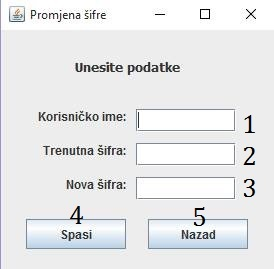 Promjena šifre
Unesite podatke
Korisničko ime: 1
Trenutna šifra: 2
Nova šifra: 3
4 5
Spasi Nazad